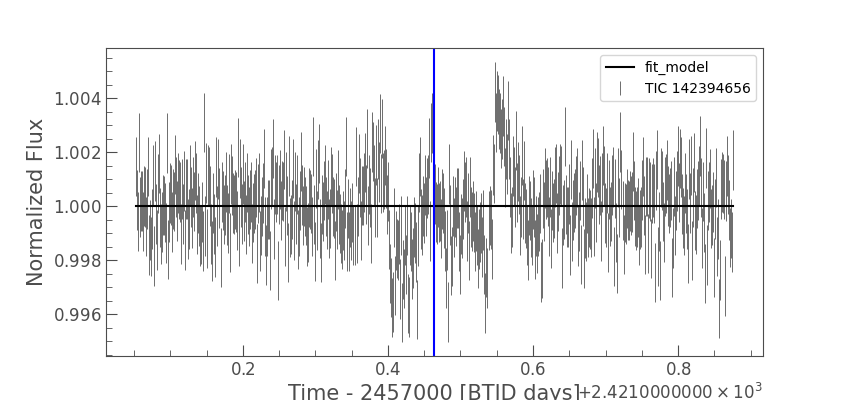 fit_model
TIC 142394656
1.004
1.002
1.000
0.998
0.996
Normalized Flux
0.2 0.4 0.6 0.8
Time - 2457000 [BTJD days]
+2.4210000000 × 10³